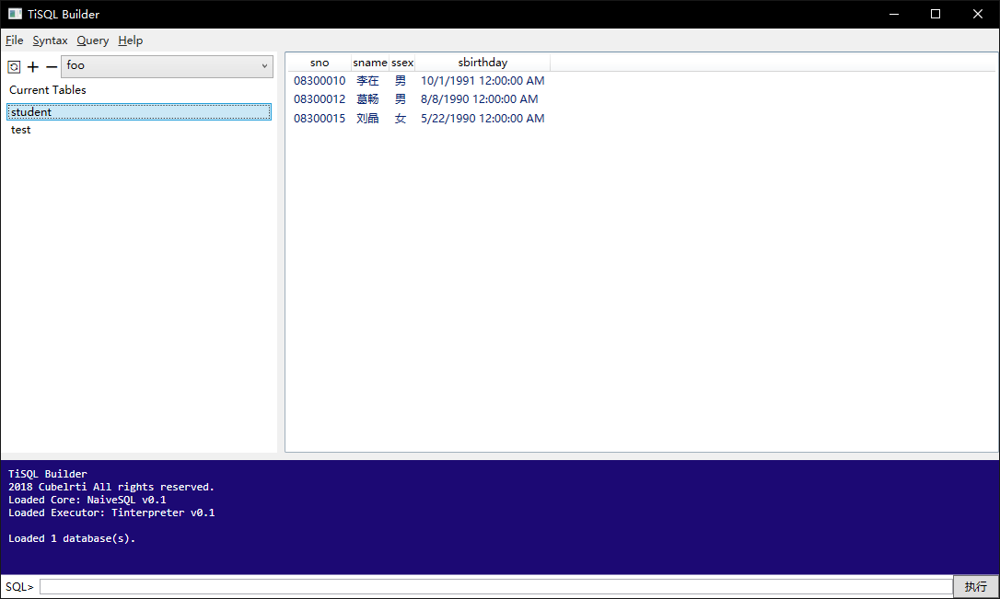 TiSQL Builder
File Syntax Query Help
foo
Current Tables
student
test
sno sname ssex sbirthday
08300010 李在 男 10/1/1991 12:00:00 AM
08300012 葛畅 男 8/8/1990 12:00:00 AM
08300015 刘晶 女 5/22/1990 12:00:00 AM
TiSQL Builder
2018 Cubelrti All rights reserved.
Loaded Core: NaiveSQL v0.1
Loaded Executor: Tinterpreter v0.1
Loaded 1 database(s).
SQL> 执行